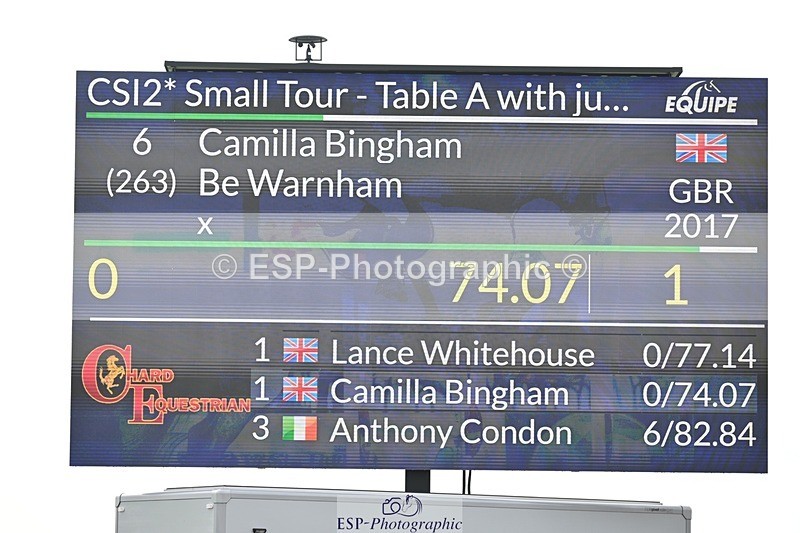 CSI2* Small Tour - Table A with ju...
EQUIPE
6 Camilla Bingham
(263) Be Warnham GBR
x 2017
0 74.07 1
© ESP-Photographic ©
1 Lance Whitehouse 0/77.14
CHARD EQUESTRIAN
1 Camilla Bingham 0/74.07
3 Anthony Condon 6/82.84
ESP-Photographic